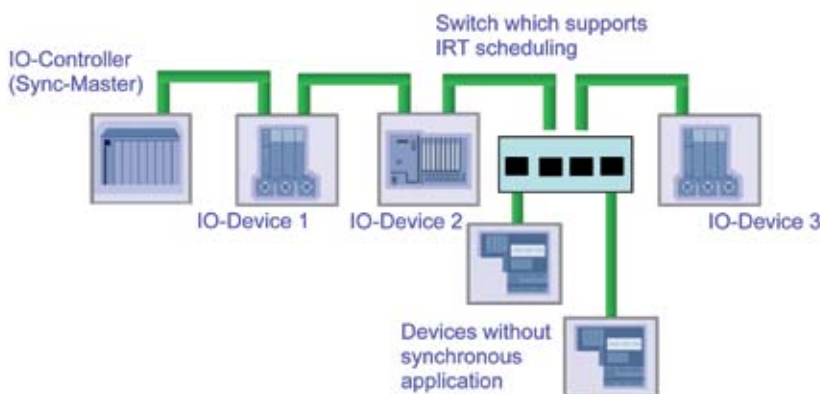 Switch which supports
IRT scheduling
IO-Controller
(Sync-Master)
IO-Device 1
IO-Device 2
IO-Device 3
Devices without
synchronous
application